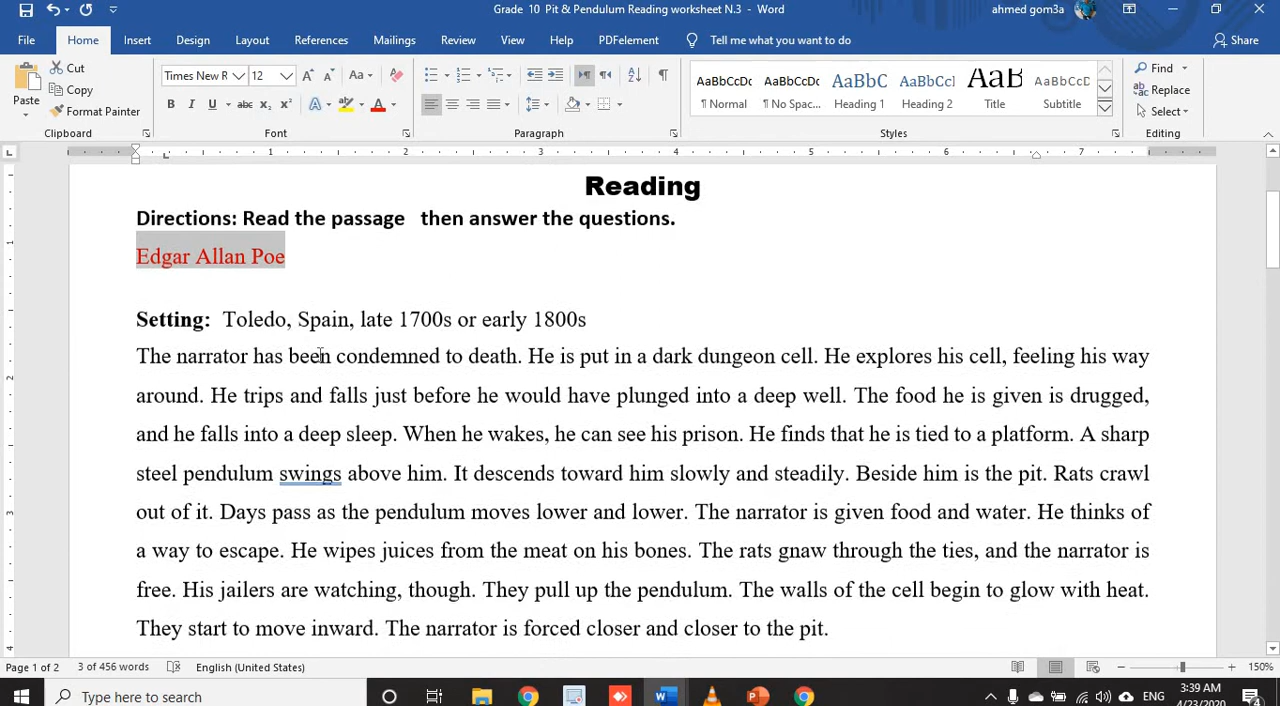 Grade 10 Pit & Pendulum Reading worksheet N.3 - Word
ahmed gom3a
File Home Insert Design Layout References Mailings Review View Help PDFelement Tell me what you want to do Share
Paste
Cut
Copy
Format Painter
Clipboard
Times New R 12
Font
Paragraph
AaBbCcDc AaBbCcDc AaBbC AaBbCcI AaB AaBbCcD
¶ Normal ¶ No Spac... Heading 1 Heading 2 Title Subtitle
Styles
Find
Replace
Select
Editing
1 2 3 4 5 6 7
Reading
Directions: Read the passage then answer the questions.
Edgar Allan Poe
Setting: Toledo, Spain, late 1700s or early 1800s
The narrator has been condemned to death. He is put in a dark dungeon cell. He explores his cell, feeling his way
around. He trips and falls just before he would have plunged into a deep well. The food he is given is drugged,
and he falls into a deep sleep. When he wakes, he can see his prison. He finds that he is tied to a platform. A sharp
steel pendulum swings above him. It descends toward him slowly and steadily. Beside him is the pit. Rats crawl
out of it. Days pass as the pendulum moves lower and lower. The narrator is given food and water. He thinks of
a way to escape. He wipes juices from the meat on his bones. The rats gnaw through the ties, and the narrator is
free. His jailers are watching, though. They pull up the pendulum. The walls of the cell begin to glow with heat.
They start to move inward. The narrator is forced closer and closer to the pit.
Page 1 of 2 3 of 456 words English (United States) 150%
Type here to search
ENG
3:39 AM
4/23/2020